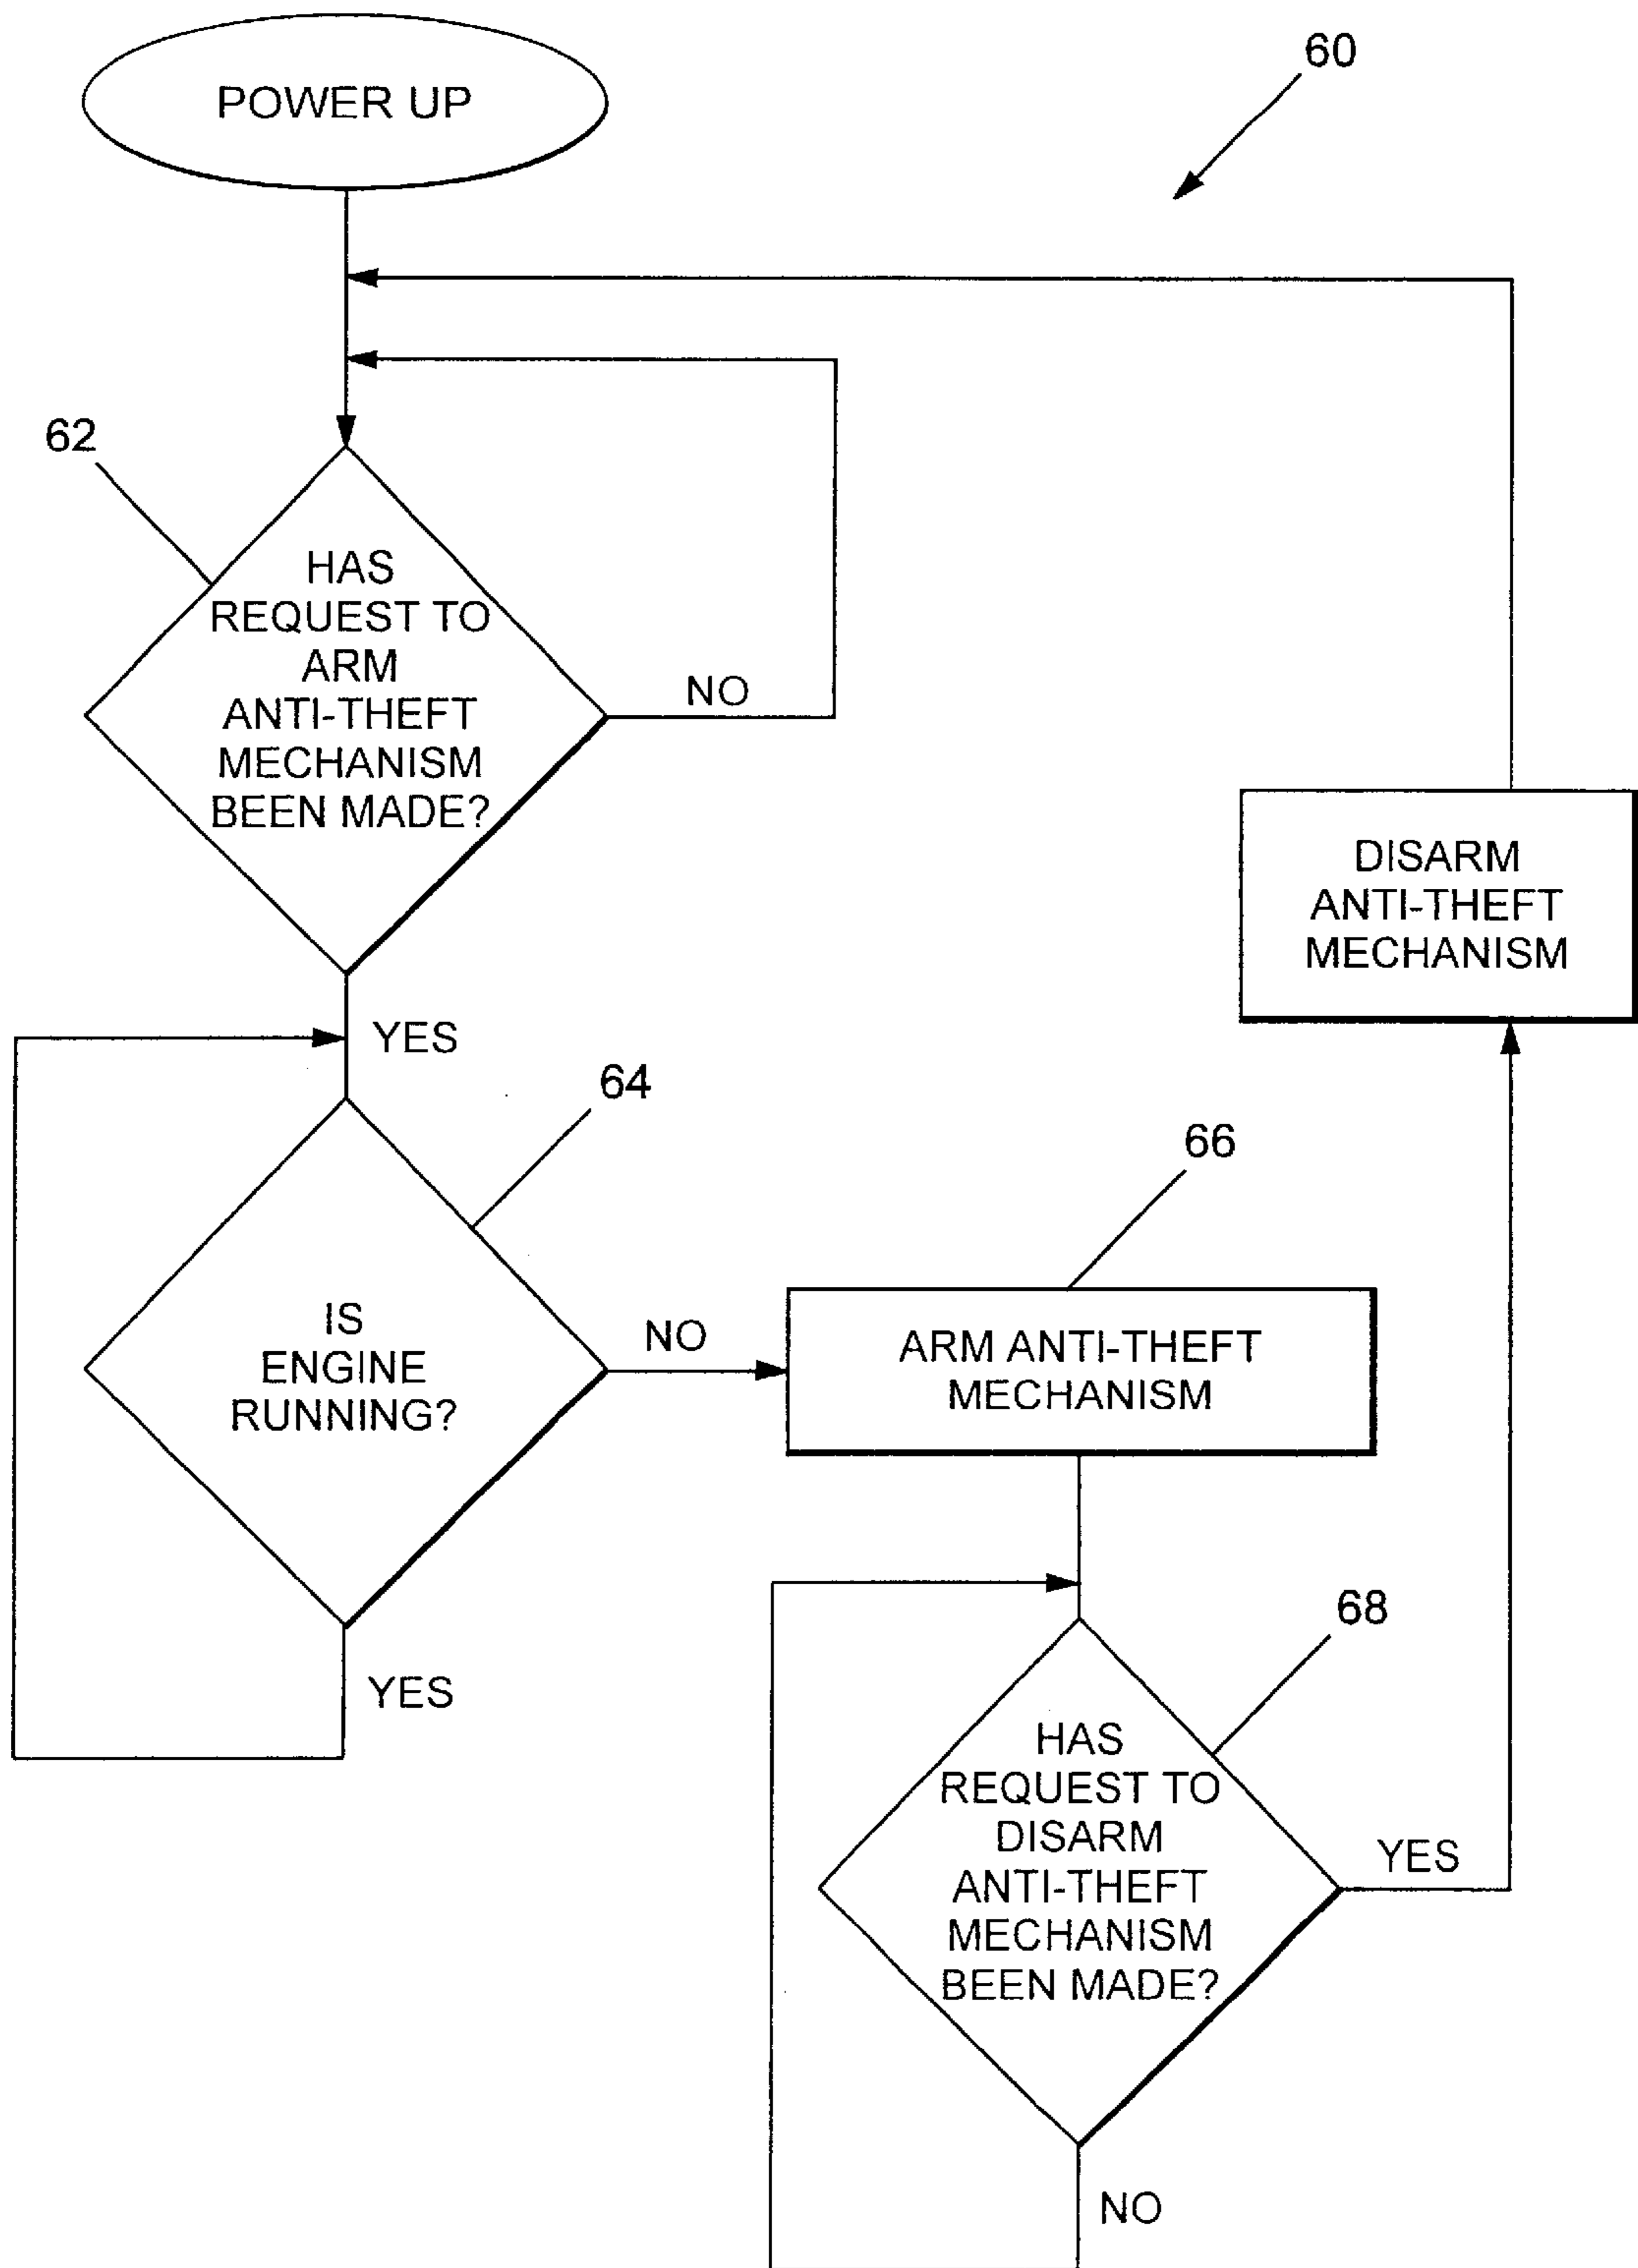 POWER UP
60
62
HAS
REQUEST TO
ARM
ANTI-THEFT
MECHANISM
BEEN MADE?
NO
YES
DISARM
ANTI-THEFT
MECHANISM
64
IS
ENGINE
RUNNING?
NO
YES
66
ARM ANTI-THEFT
MECHANISM
68
HAS
REQUEST TO
DISARM
ANTI-THEFT
MECHANISM
BEEN MADE?
YES
NO